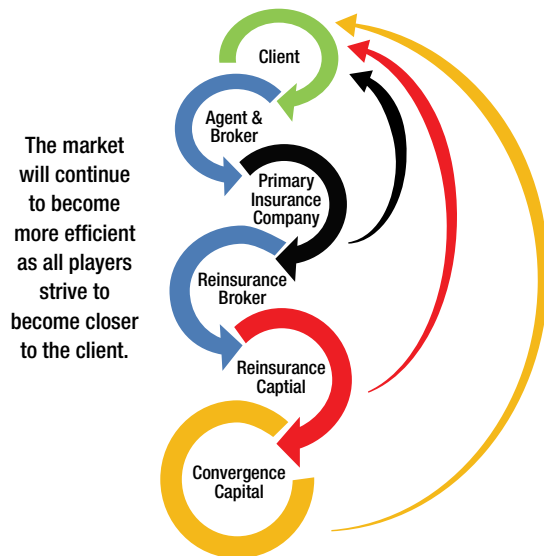 The market
will continue
to become
more efficient
as all players
strive to
become closer
to the client.
Client
Agent &
Broker
Primary
Insurance
Company
Reinsurance
Broker
Reinsurance
Captial
Convergence
Capital